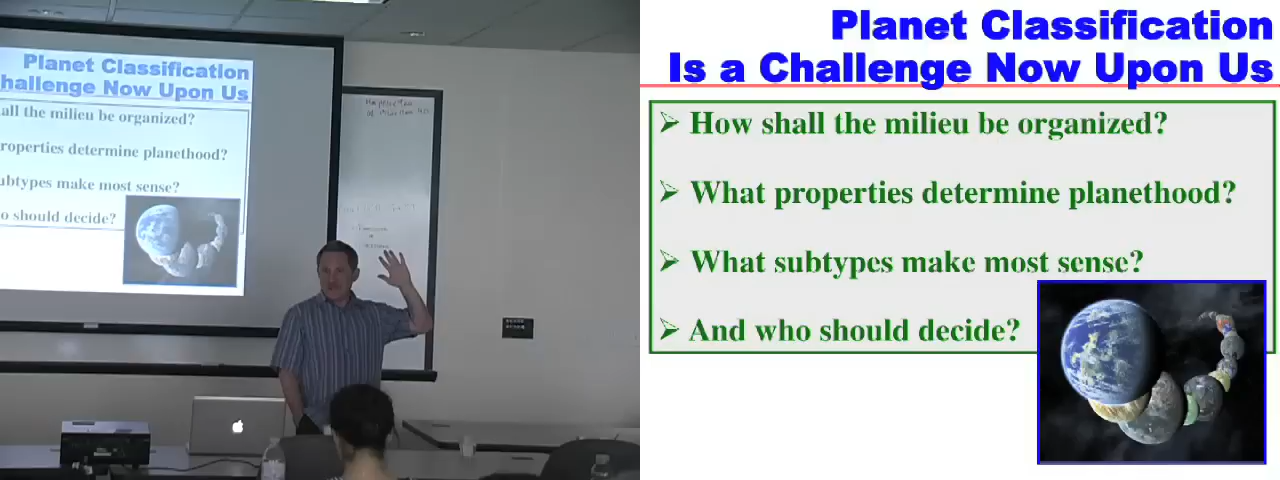 Planet Classification
hallenge Now Upon Us
all the milieu be organized?
roperties determine planethood?
ubtypes make most sense?
o should decide?
Planet Classification
Is a Challenge Now Upon Us
➢ How shall the milieu be organized?
➢ What properties determine planethood?
➢ What subtypes make most sense?
➢ And who should decide?